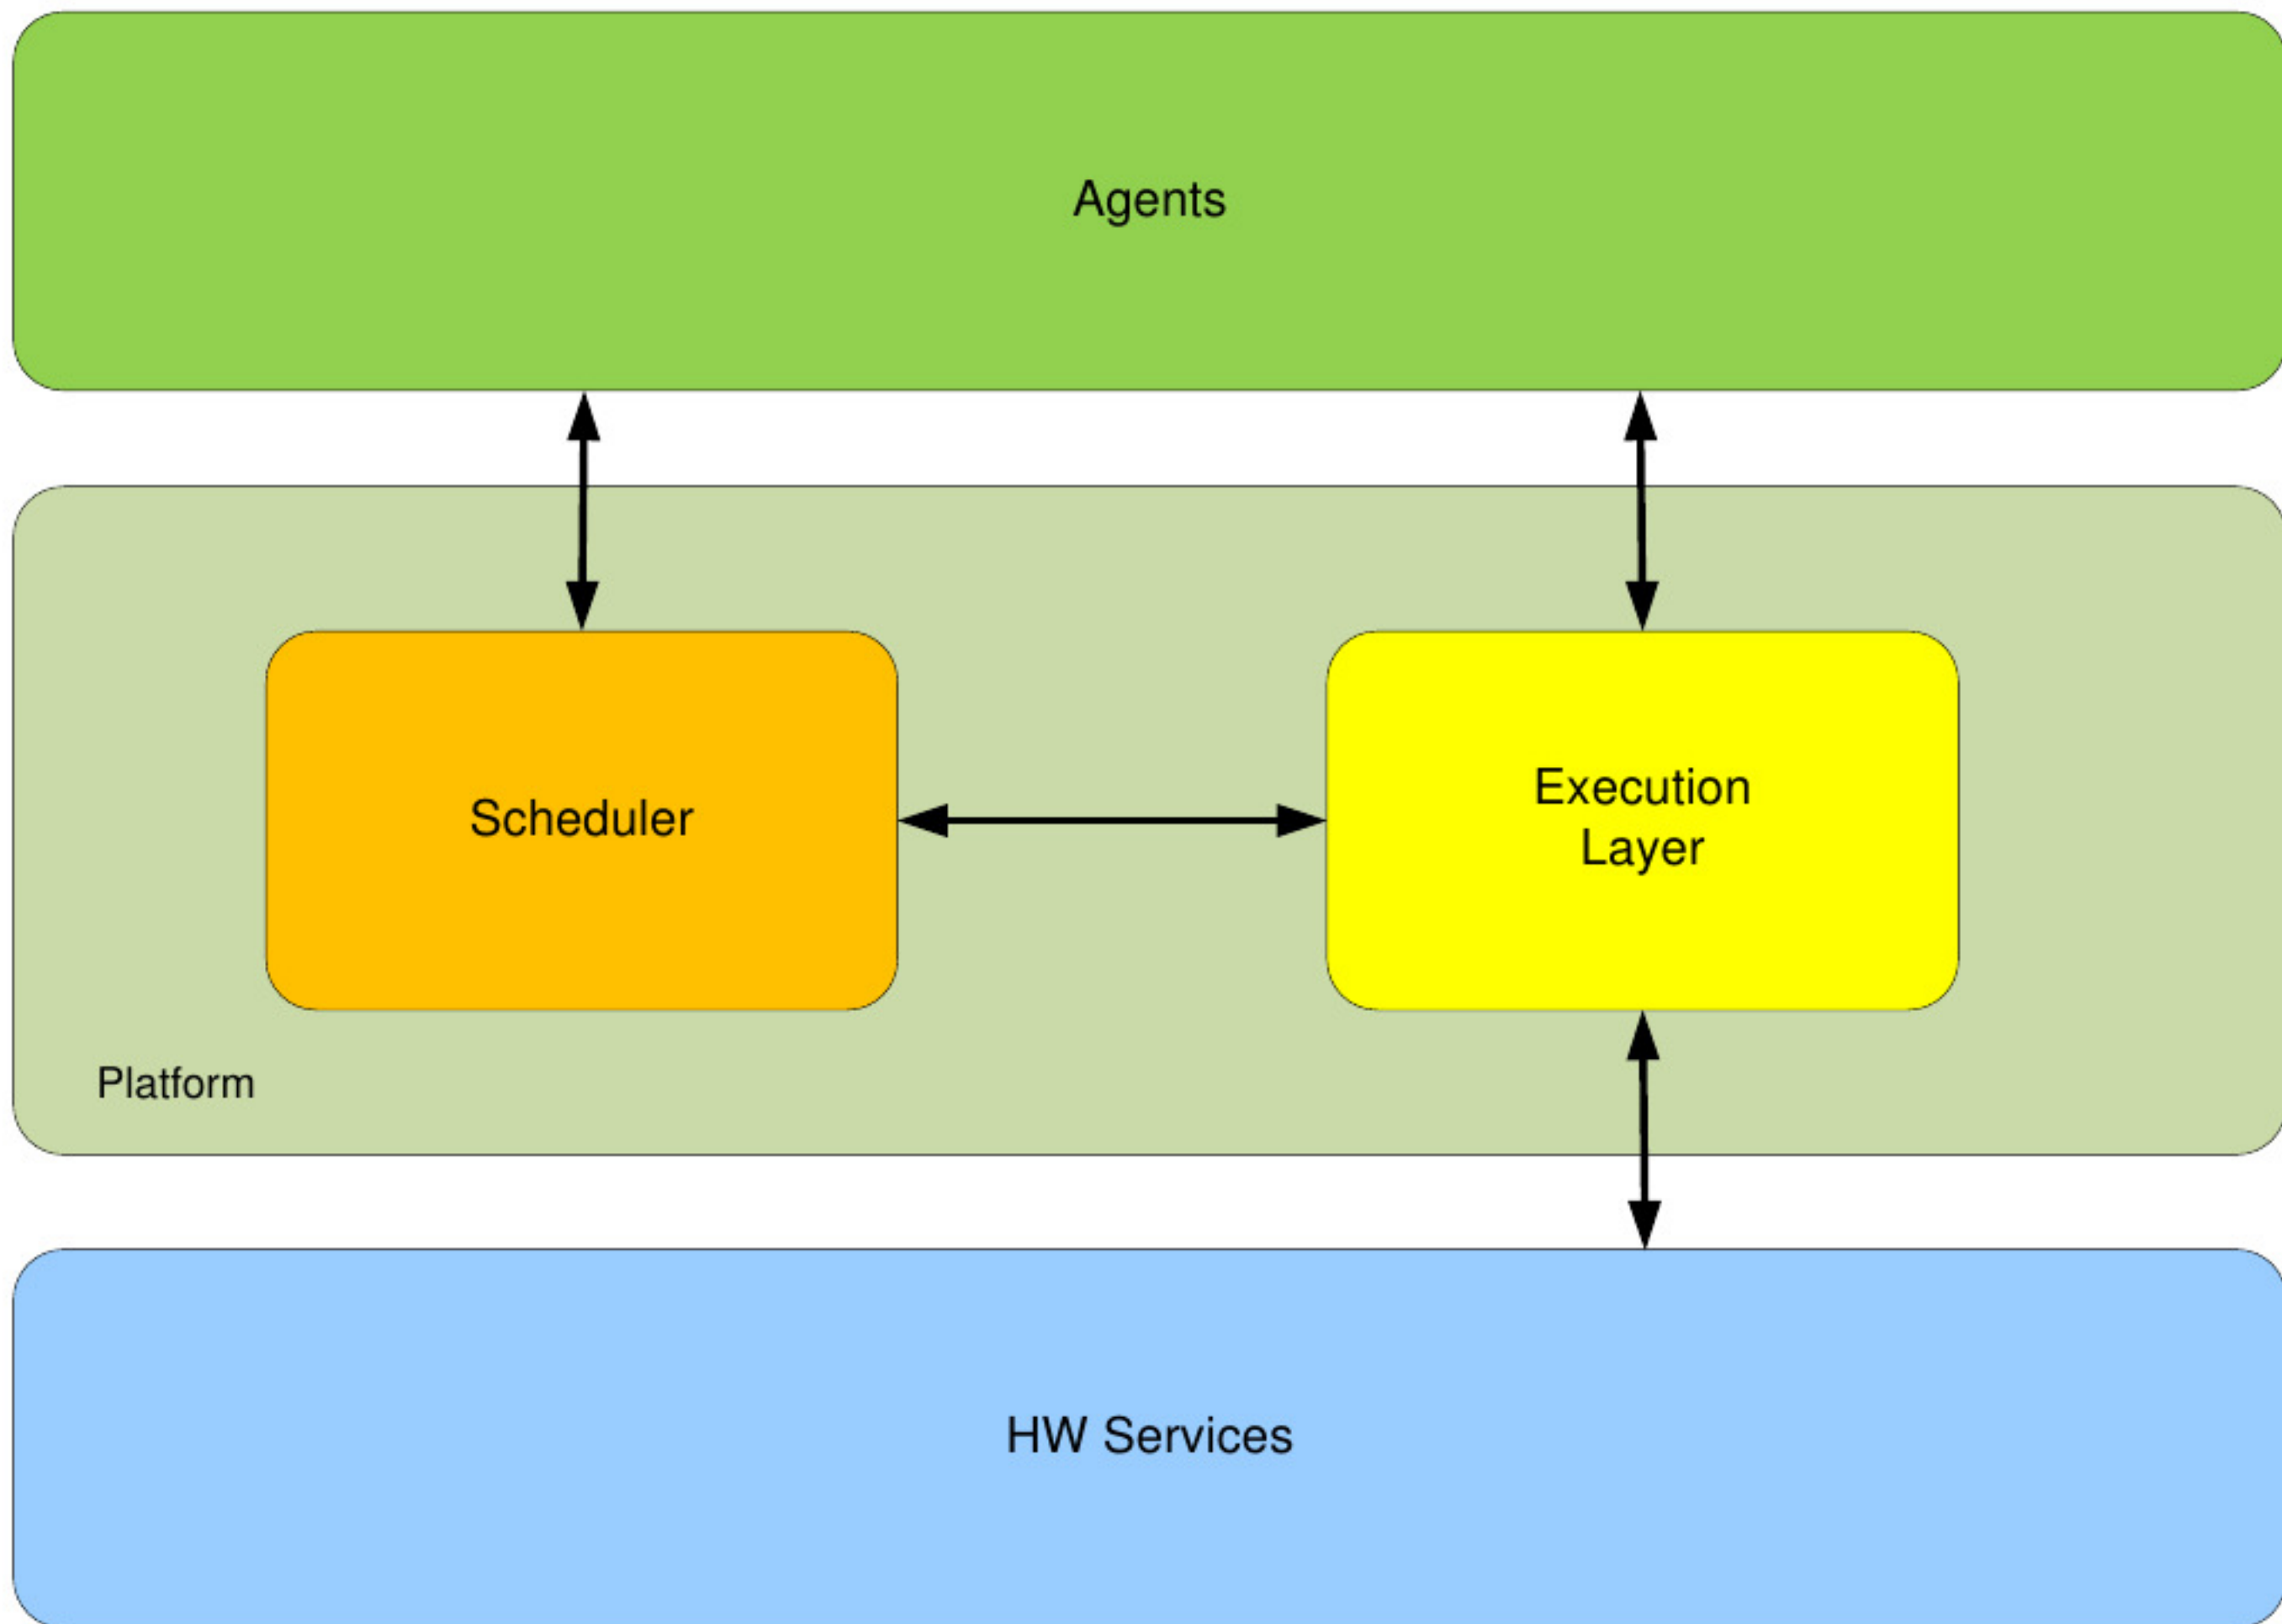 Agents
Scheduler
Execution
Layer
Platform
HW Services